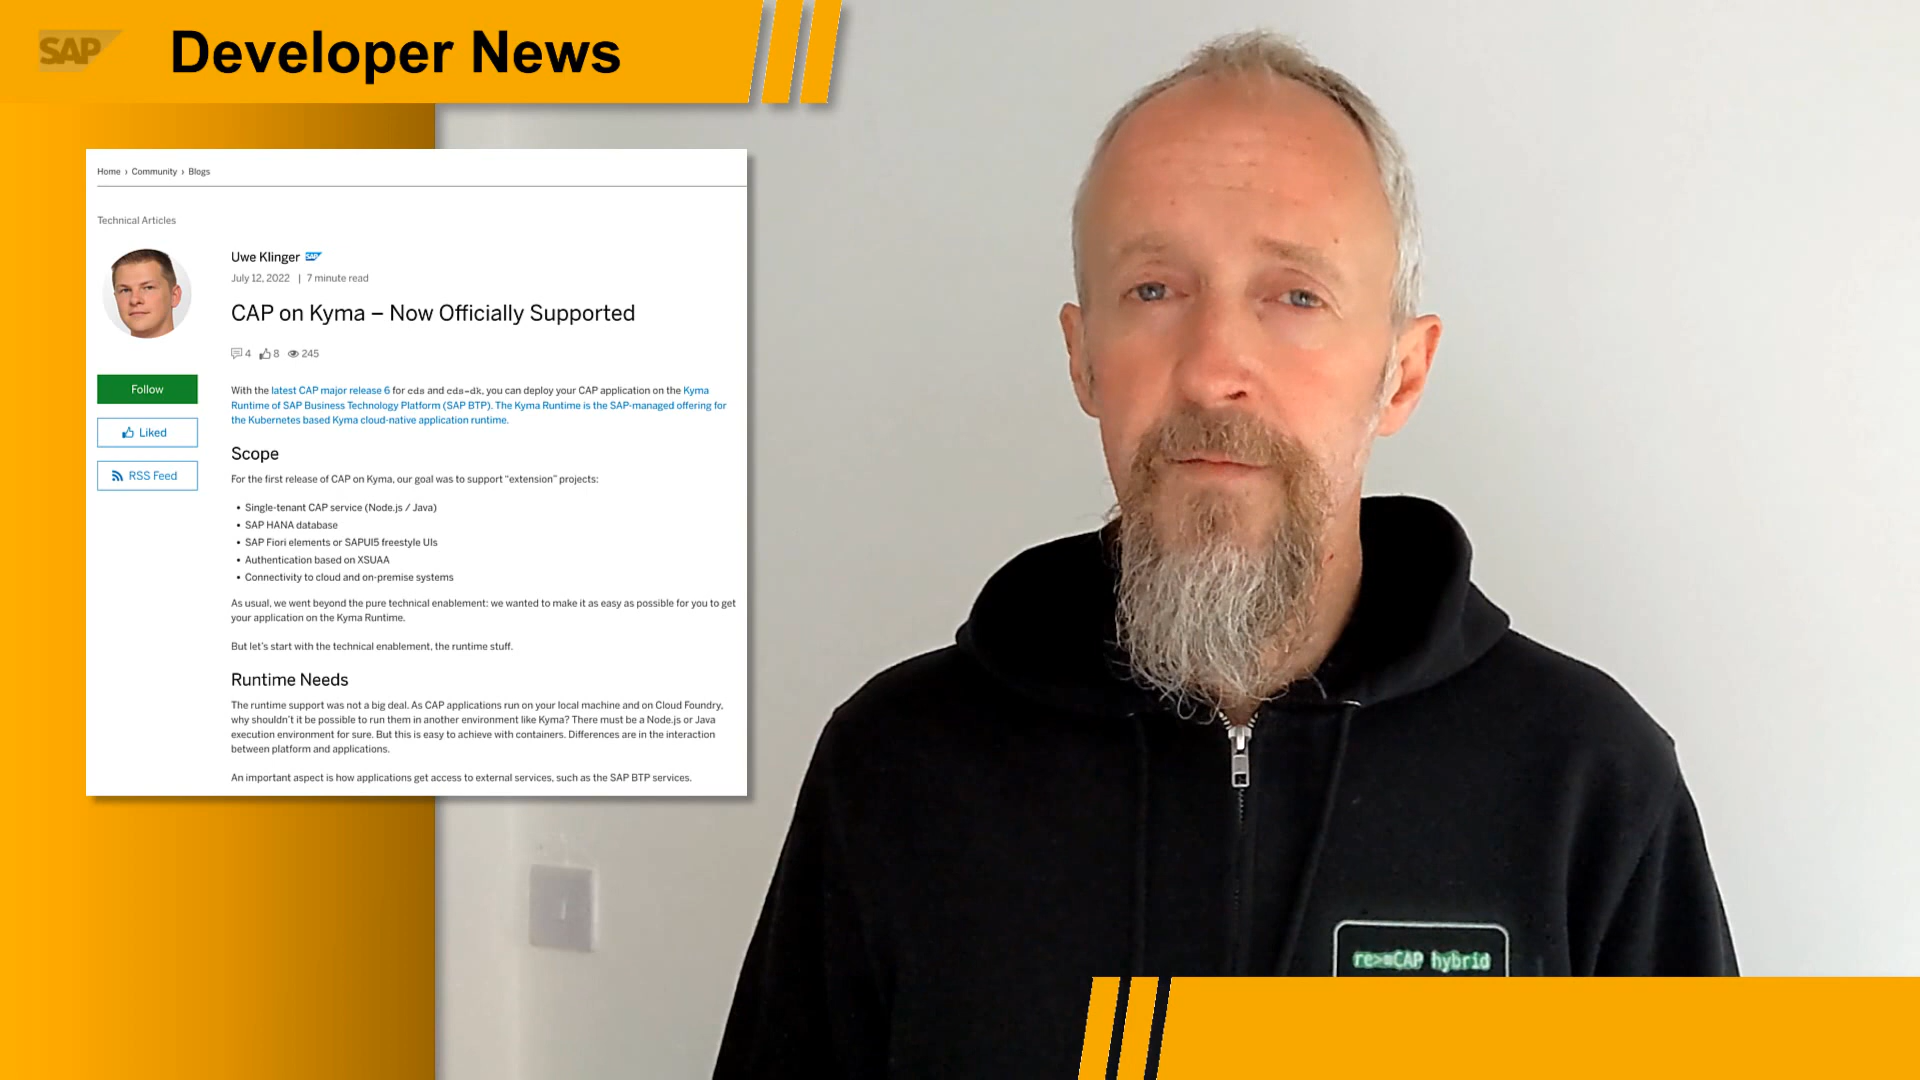 SAP
Developer News
Home › Community › Blogs
Technical Articles
Uwe Klinger SAP
July 12, 2022 | 7 minute read
CAP on Kyma – Now Officially Supported
4 8 245
Follow
Liked
RSS Feed
With the latest CAP major release 6 for cds and cds-dk, you can deploy your CAP application on the Kyma
Runtime of SAP Business Technology Platform (SAP BTP). The Kyma Runtime is the SAP-managed offering for
the Kubernetes based Kyma cloud-native application runtime.
Scope
For the first release of CAP on Kyma, our goal was to support “extension” projects:
• Single-tenant CAP service (Node.js / Java)
• SAP HANA database
• SAP Fiori elements or SAPUI5 freestyle UIs
• Authentication based on XSUAA
• Connectivity to cloud and on-premise systems
As usual, we went beyond the pure technical enablement: we wanted to make it as easy as possible for you to get
your application on the Kyma Runtime.
But let’s start with the technical enablement, the runtime stuff.
Runtime Needs
The runtime support was not a big deal. As CAP applications run on your local machine and on Cloud Foundry,
why shouldn’t it be possible to run them in another environment like Kyma? There must be a Node.js or Java
execution environment for sure. But this is easy to achieve with containers. Differences are in the interaction
between platform and applications.
An important aspect is how applications get access to external services, such as the SAP BTP services.
re>≡CAP hybrid